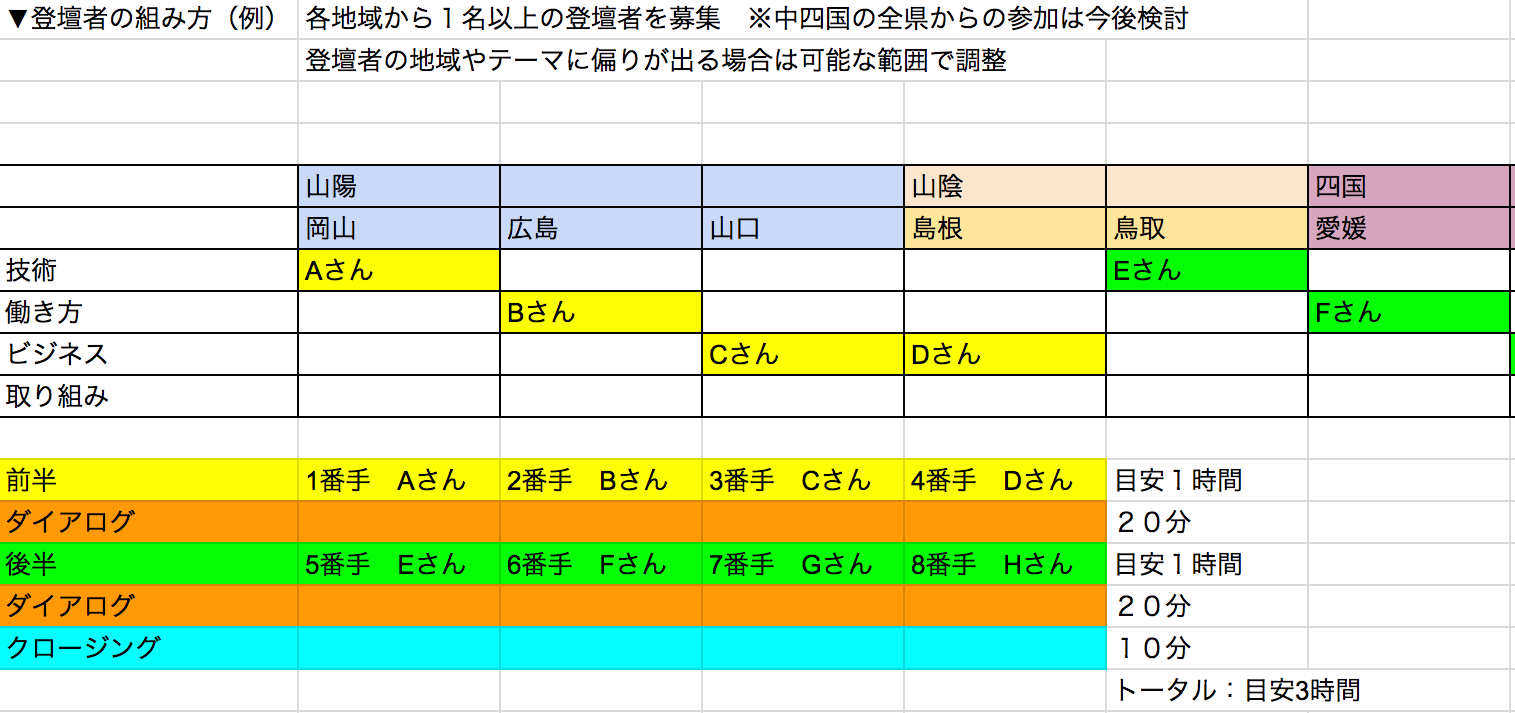 ▼登壇者の組み方（例） 各地域から１名以上の登壇者を募集　※中四国の全県からの参加は今後検討
登壇者の地域やテーマに偏りが出る場合は可能な範囲で調整
山陽 山陰 四国
岡山 広島 山口 島根 鳥取 愛媛
技術 Aさん Eさん
働き方 Bさん Fさん
ビジネス Cさん Dさん
取り組み
前半 1番手　Aさん 2番手　Bさん 3番手　Cさん 4番手　Dさん 目安１時間
ダイアログ ２０分
後半 5番手　Eさん 6番手　Fさん 7番手　Gさん 8番手　Hさん 目安１時間
ダイアログ ２０分
クロージング １０分
トータル：目安3時間